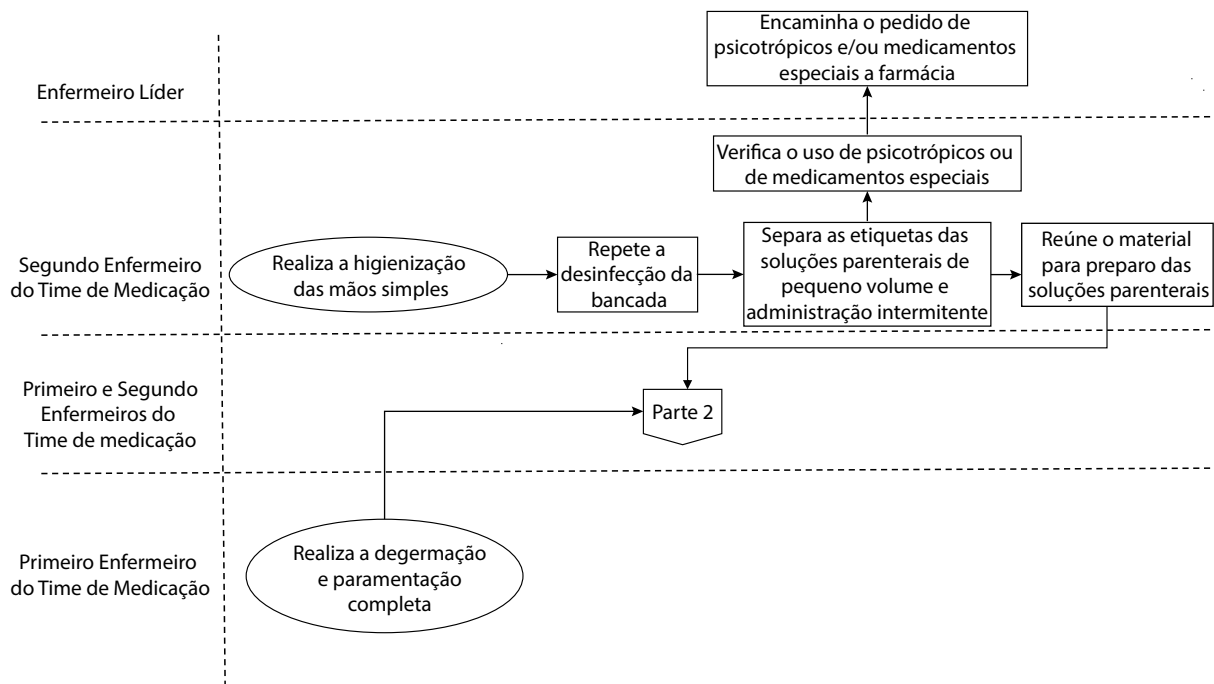 Encaminha o pedido de
psicotrópicos e/ou medicamentos
especiais a farmácia
Enfermeiro Líder
Verifica o uso de psicotrópicos ou
de medicamentos especiais
Segundo Enfermeiro
do Time de Medicação
Realiza a higienização
das mãos simples
Repete a
desinfecção da
bancada
Separa as etiquetas das
soluções parenterais de
pequeno volume e
administração intermitente
Reúne o material
para preparo das
soluções parenterais
Primeiro e Segundo
Enfermeiros do
Time de medicação
Parte 2
Primeiro Enfermeiro
do Time de Medicação
Realiza a degermação
e paramentação
completa